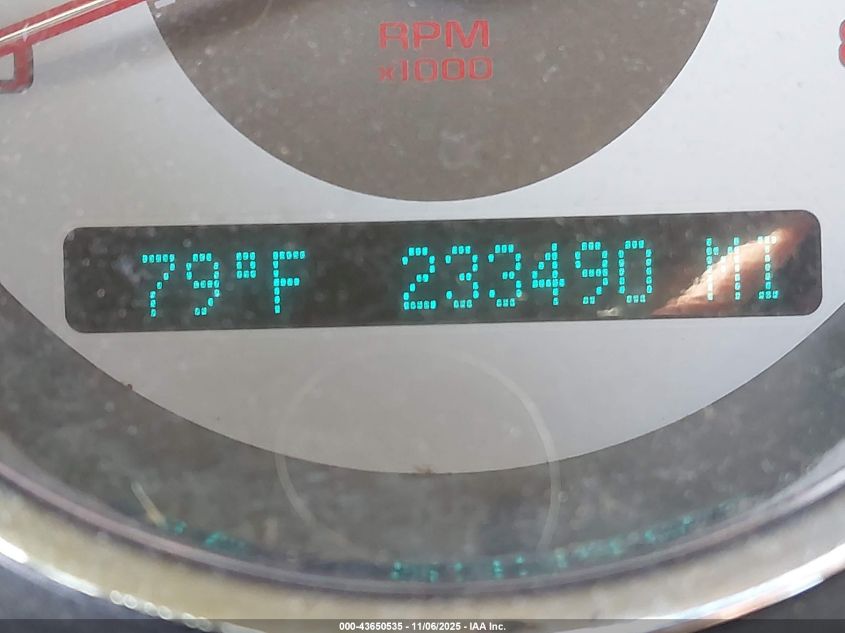 RPM
x1000
79°F 233490 MI
000-43650535 - 11/06/2025 - IAA Inc.